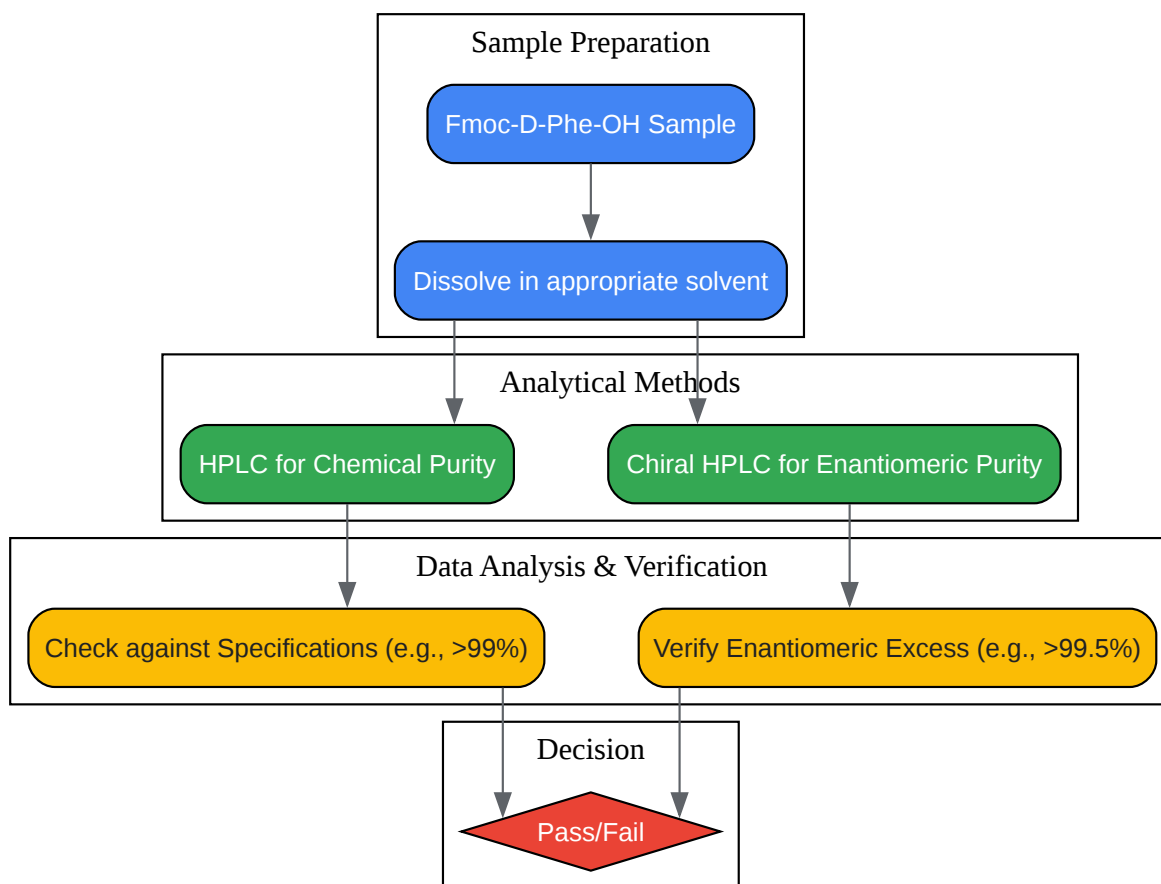 Sample Preparation
Fmoc-D-Phe-OH Sample
Dissolve in appropriate solvent
Analytical Methods
HPLC for Chemical Purity
Chiral HPLC for Enantiomeric Purity
Data Analysis & Verification
Check against Specifications (e.g., >99%)
Verify Enantiomeric Excess (e.g., >99.5%)
Decision
Pass/Fail